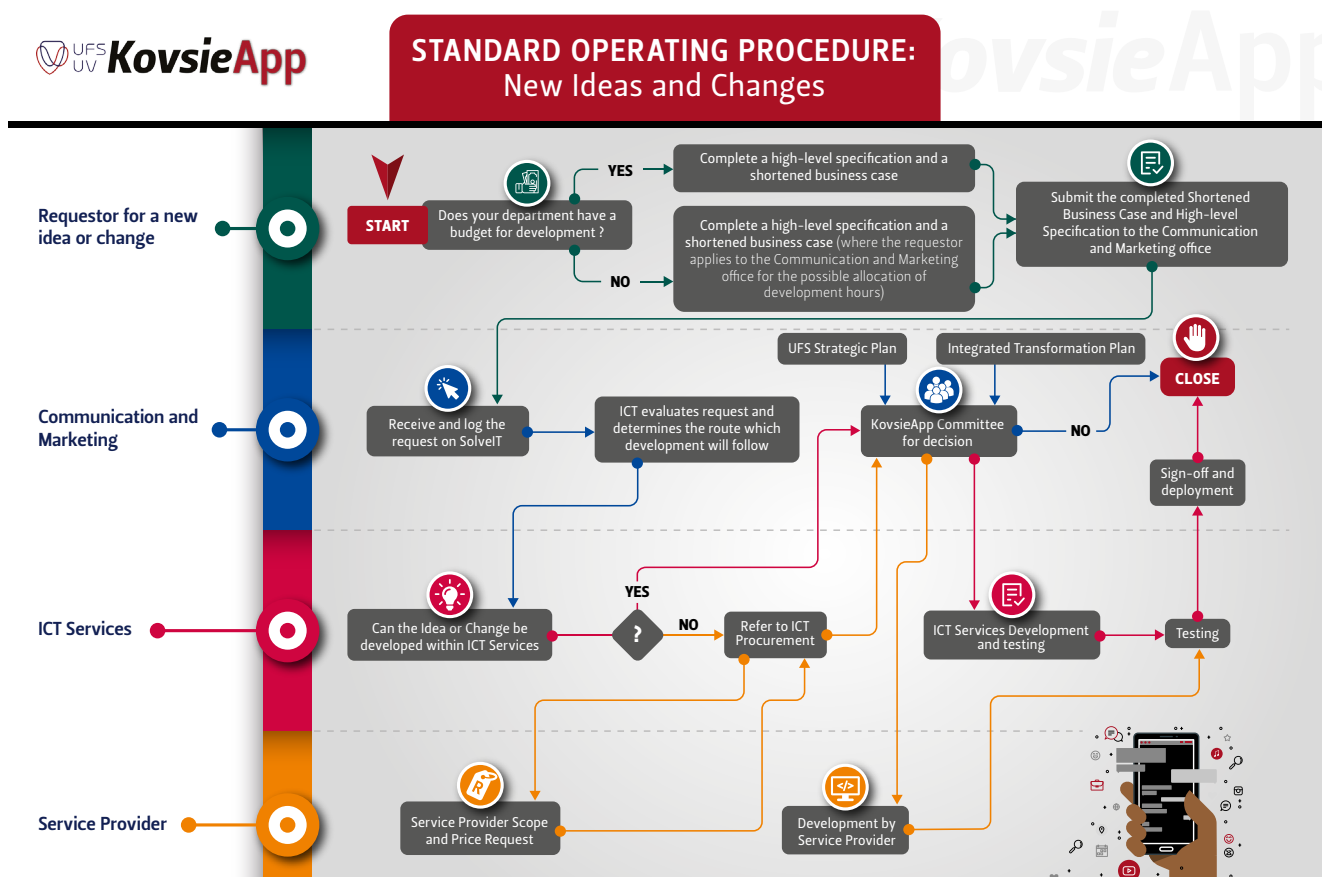 UFS
UV
KovsieApp
STANDARD OPERATING PROCEDURE:
New Ideas and Changes
ovsieApp
Requestor for a new
idea or change
START
Does your department have a
budget for development ?
YES
NO
Complete a high-level specification and a
shortened business case
Complete a high-level specification and a
shortened business case (where the requestor
applies to the Communication and Marketing
office for the possible allocation of
development hours)
Submit the completed Shortened
Business Case and High-level
Specification to the Communication
and Marketing office
Communication and
Marketing
Receive and log the
request on SolveIT
ICT evaluates request and
determines the route which
development will follow
UFS Strategic Plan
Integrated Transformation Plan
KovsieApp Committee
for decision
NO
CLOSE
Sign-off and
deployment
ICT Services
Can the Idea or Change be
developed within ICT Services
?
YES
NO
Refer to ICT
Procurement
ICT Services Development
and testing
Testing
Service Provider
R
Service Provider Scope
and Price Request
</>
Development by
Service Provider